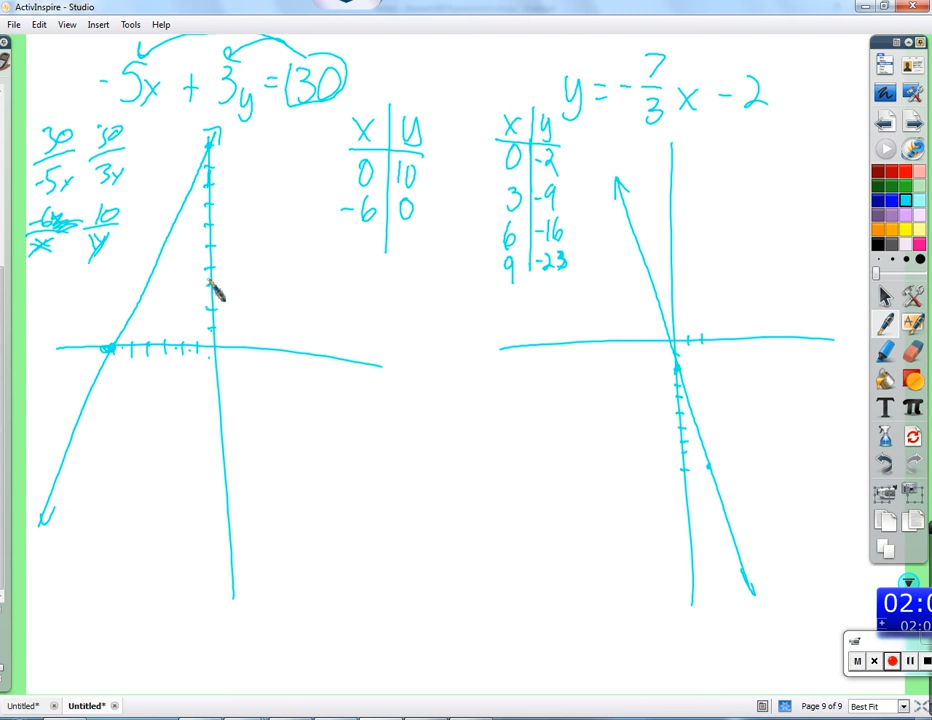 ActivInspire - Studio
File Edit View Insert Tools Help
-5x + 3y = 30
30/-5x 30/3x
x 10/y
x y
0 10
-6 0
y = -7/3 x - 2
x y
0 -2
3 -9
6 -16
9 -23
T π
02:0
02:0
M
Untitled* Untitled*
Page 9 of 9 Best Fit